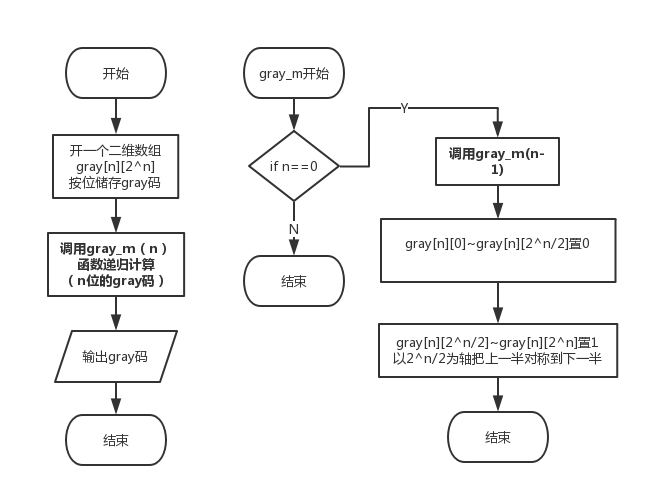 开始
开一个二维数组
gray[n][2^n]
按位储存gray码
调用gray_m（n）
函数递归计算
（n位的gray码）
输出gray码
结束
gray_m开始
if n==0
Y
N
结束
调用gray_m(n-
1)
gray[n][0]~gray[n][2^n/2]置0
gray[n][2^n/2]~gray[n][2^n]置1
以2^n/2为轴把上一半对称到下一半
结束